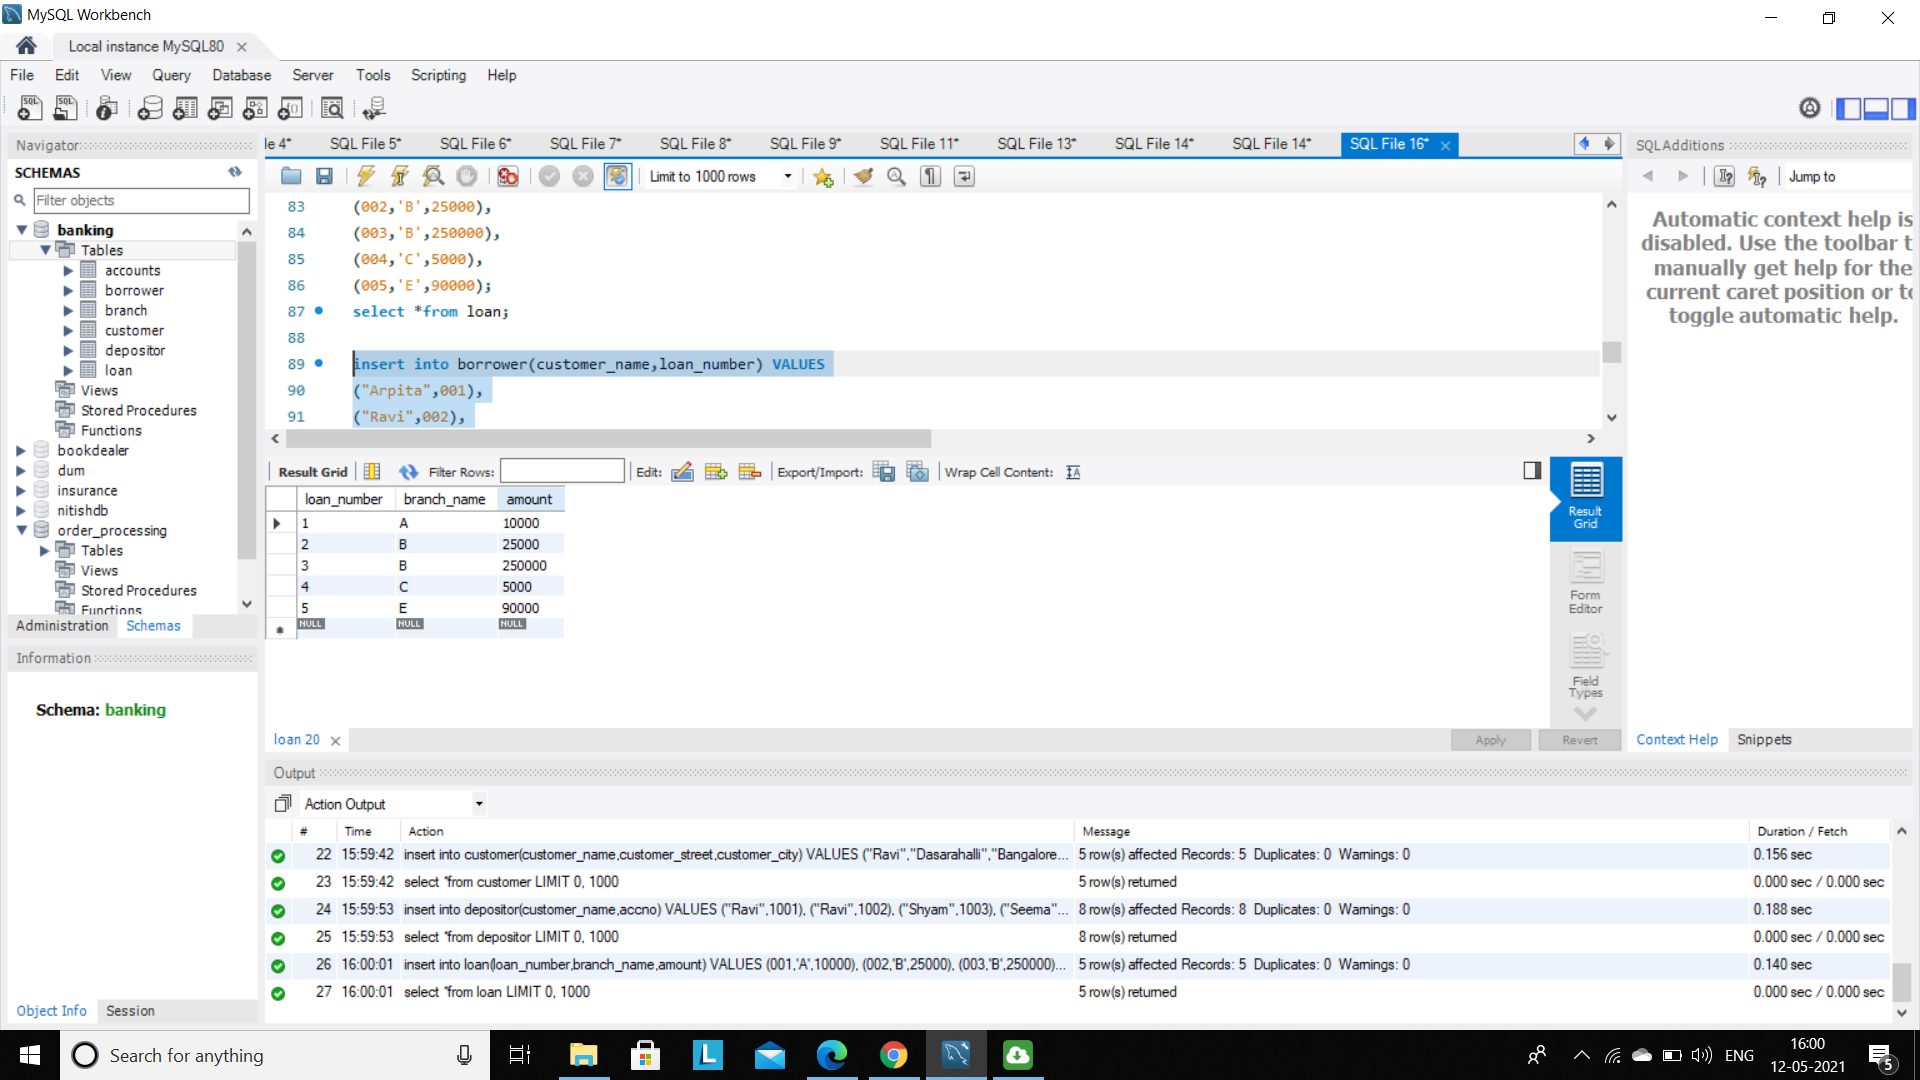 MySQL Workbench
Local instance MySQL80
File Edit View Query Database Server Tools Scripting Help
Navigator
le 4* SQL File 5* SQL File 6* SQL File 7* SQL File 8* SQL File 9* SQL File 11* SQL File 13* SQL File 14* SQL File 14* SQL File 16*
SQLAdditions
SCHEMAS
Limit to 1000 rows
Jump to
Filter objects
banking
Tables
accounts
borrower
branch
customer
depositor
loan
Views
Stored Procedures
Functions
bookdealer
dum
insurance
nitishdb
order_processing
Tables
Views
Stored Procedures
Functions
Administration Schemas
Information
Schema: banking
Object Info Session
83 (002,'B',25000),
84 (003,'B',250000),
85 (004,'C',5000),
86 (005,'E',90000);
87 select *from loan;
88
89 insert into borrower(customer_name,loan_number) VALUES
90 ("Arpita",001),
91 ("Ravi",002),
Result Grid Filter Rows: Edit: Export/Import: Wrap Cell Content:
loan_number branch_name amount
1 A 10000
2 B 25000
3 B 250000
4 C 5000
5 E 90000
NULL NULL NULL
Result
Grid
Form
Editor
Field
Types
loan 20
Apply Revert
Automatic context help is
disabled. Use the toolbar t
manually get help for the
current caret position or to
toggle automatic help.
Context Help Snippets
Output
Action Output
# Time Action Message Duration / Fetch
22 15:59:42 insert into customer(customer_name,customer_street,customer_city) VALUES ("Ravi","Dasarahalli","Bangalore... 5 row(s) affected Records: 5 Duplicates: 0 Warnings: 0 0.156 sec
23 15:59:42 select *from customer LIMIT 0, 1000 5 row(s) returned 0.000 sec / 0.000 sec
24 15:59:53 insert into depositor(customer_name,accno) VALUES ("Ravi",1001), ("Ravi",1002), ("Shyam",1003), ("Seema"... 8 row(s) affected Records: 8 Duplicates: 0 Warnings: 0 0.188 sec
25 15:59:53 select *from depositor LIMIT 0, 1000 8 row(s) returned 0.000 sec / 0.000 sec
26 16:00:01 insert into loan(loan_number,branch_name,amount) VALUES (001,'A',10000), (002,'B',25000), (003,'B',250000)... 5 row(s) affected Records: 5 Duplicates: 0 Warnings: 0 0.140 sec
27 16:00:01 select *from loan LIMIT 0, 1000 5 row(s) returned 0.000 sec / 0.000 sec
Search for anything
L
ENG
16:00
12-05-2021
5